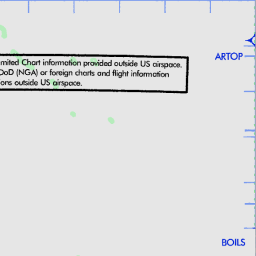 mited Chart information provided outside US airspace.
DoD (NGA) or foreign charts and flight information
ons outside US airspace.
ARTOP
BOILS